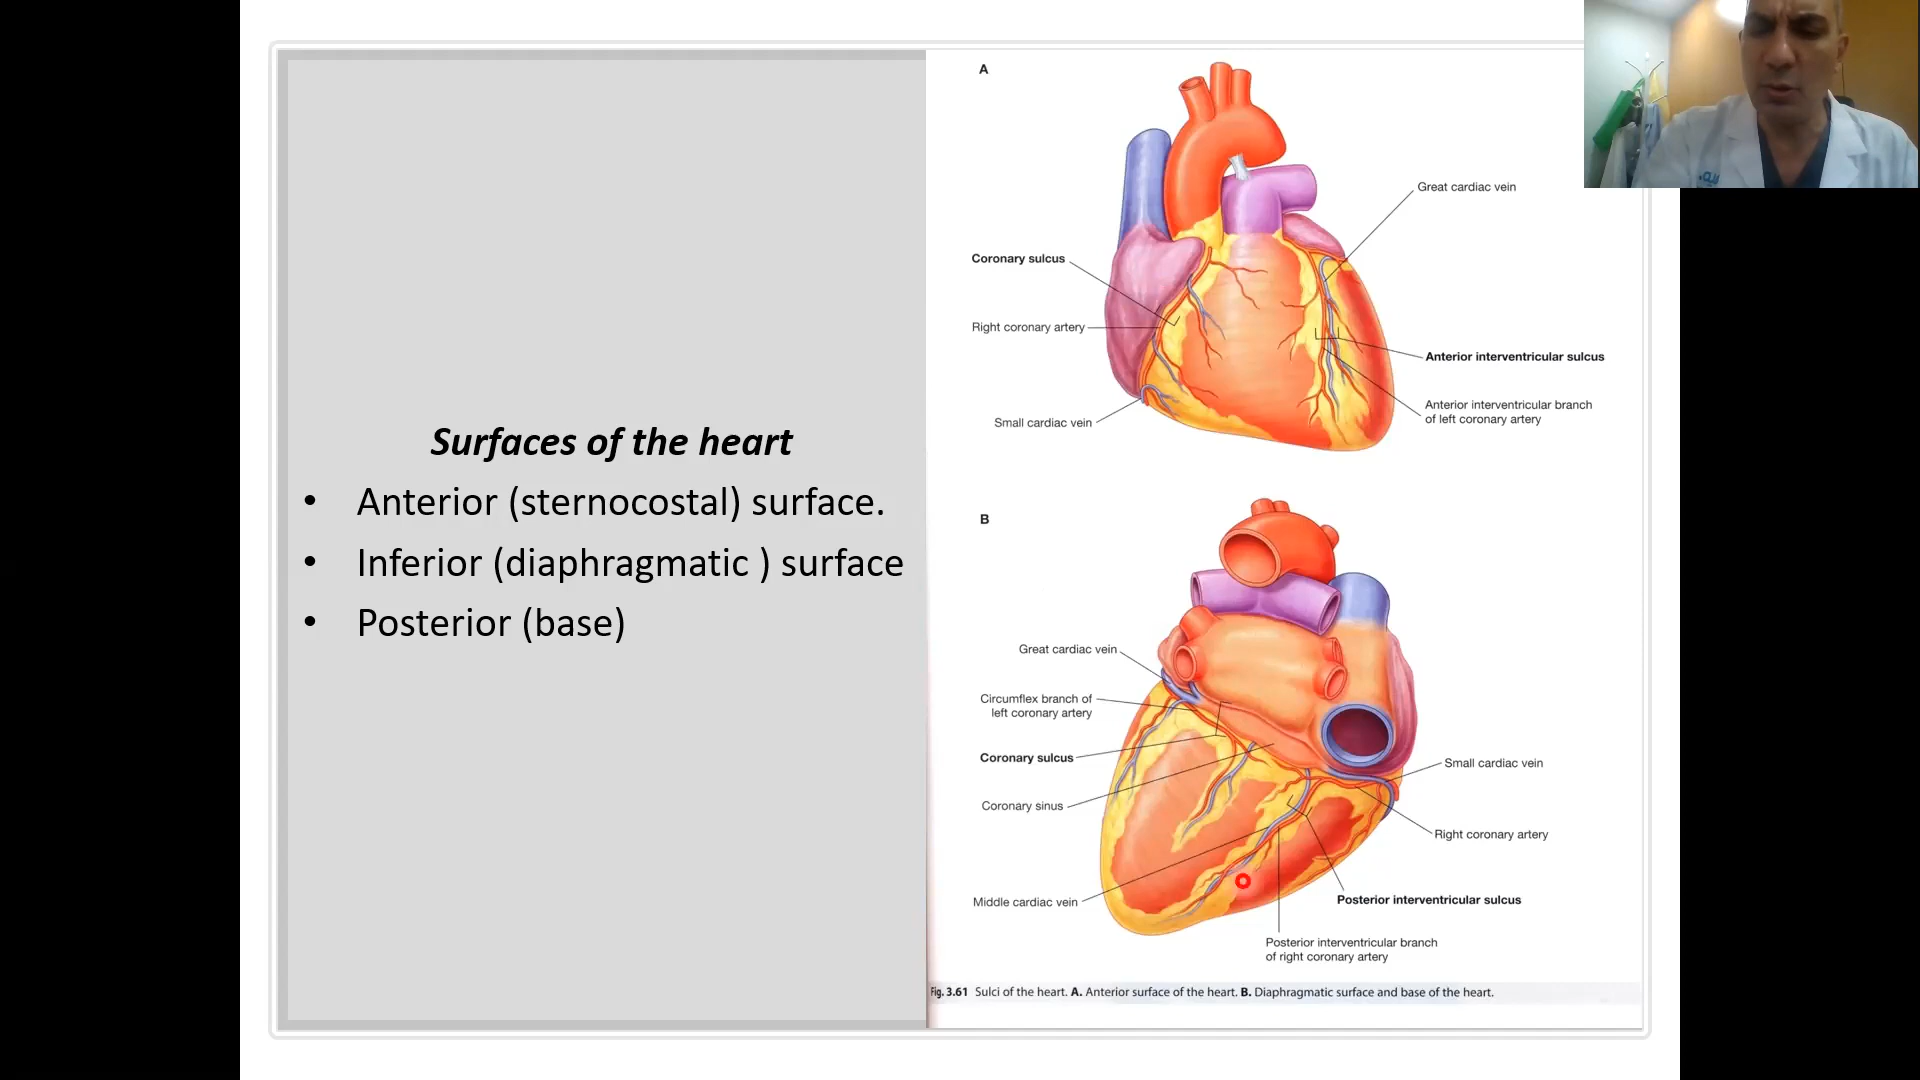 Surfaces of the heart
• Anterior (sternocostal) surface.
• Inferior (diaphragmatic ) surface
• Posterior (base)
A
Great cardiac vein
Coronary sulcus
Right coronary artery
Anterior interventricular sulcus
Anterior interventricular branch
of left coronary artery
Small cardiac vein
B
Great cardiac vein
Circumflex branch of
left coronary artery
Coronary sulcus
Small cardiac vein
Coronary sinus
Right coronary artery
Middle cardiac vein
Posterior interventricular sulcus
Posterior interventricular branch
of right coronary artery
Fig. 3.61 Sulci of the heart. A. Anterior surface of the heart. B. Diaphragmatic surface and base of the heart.